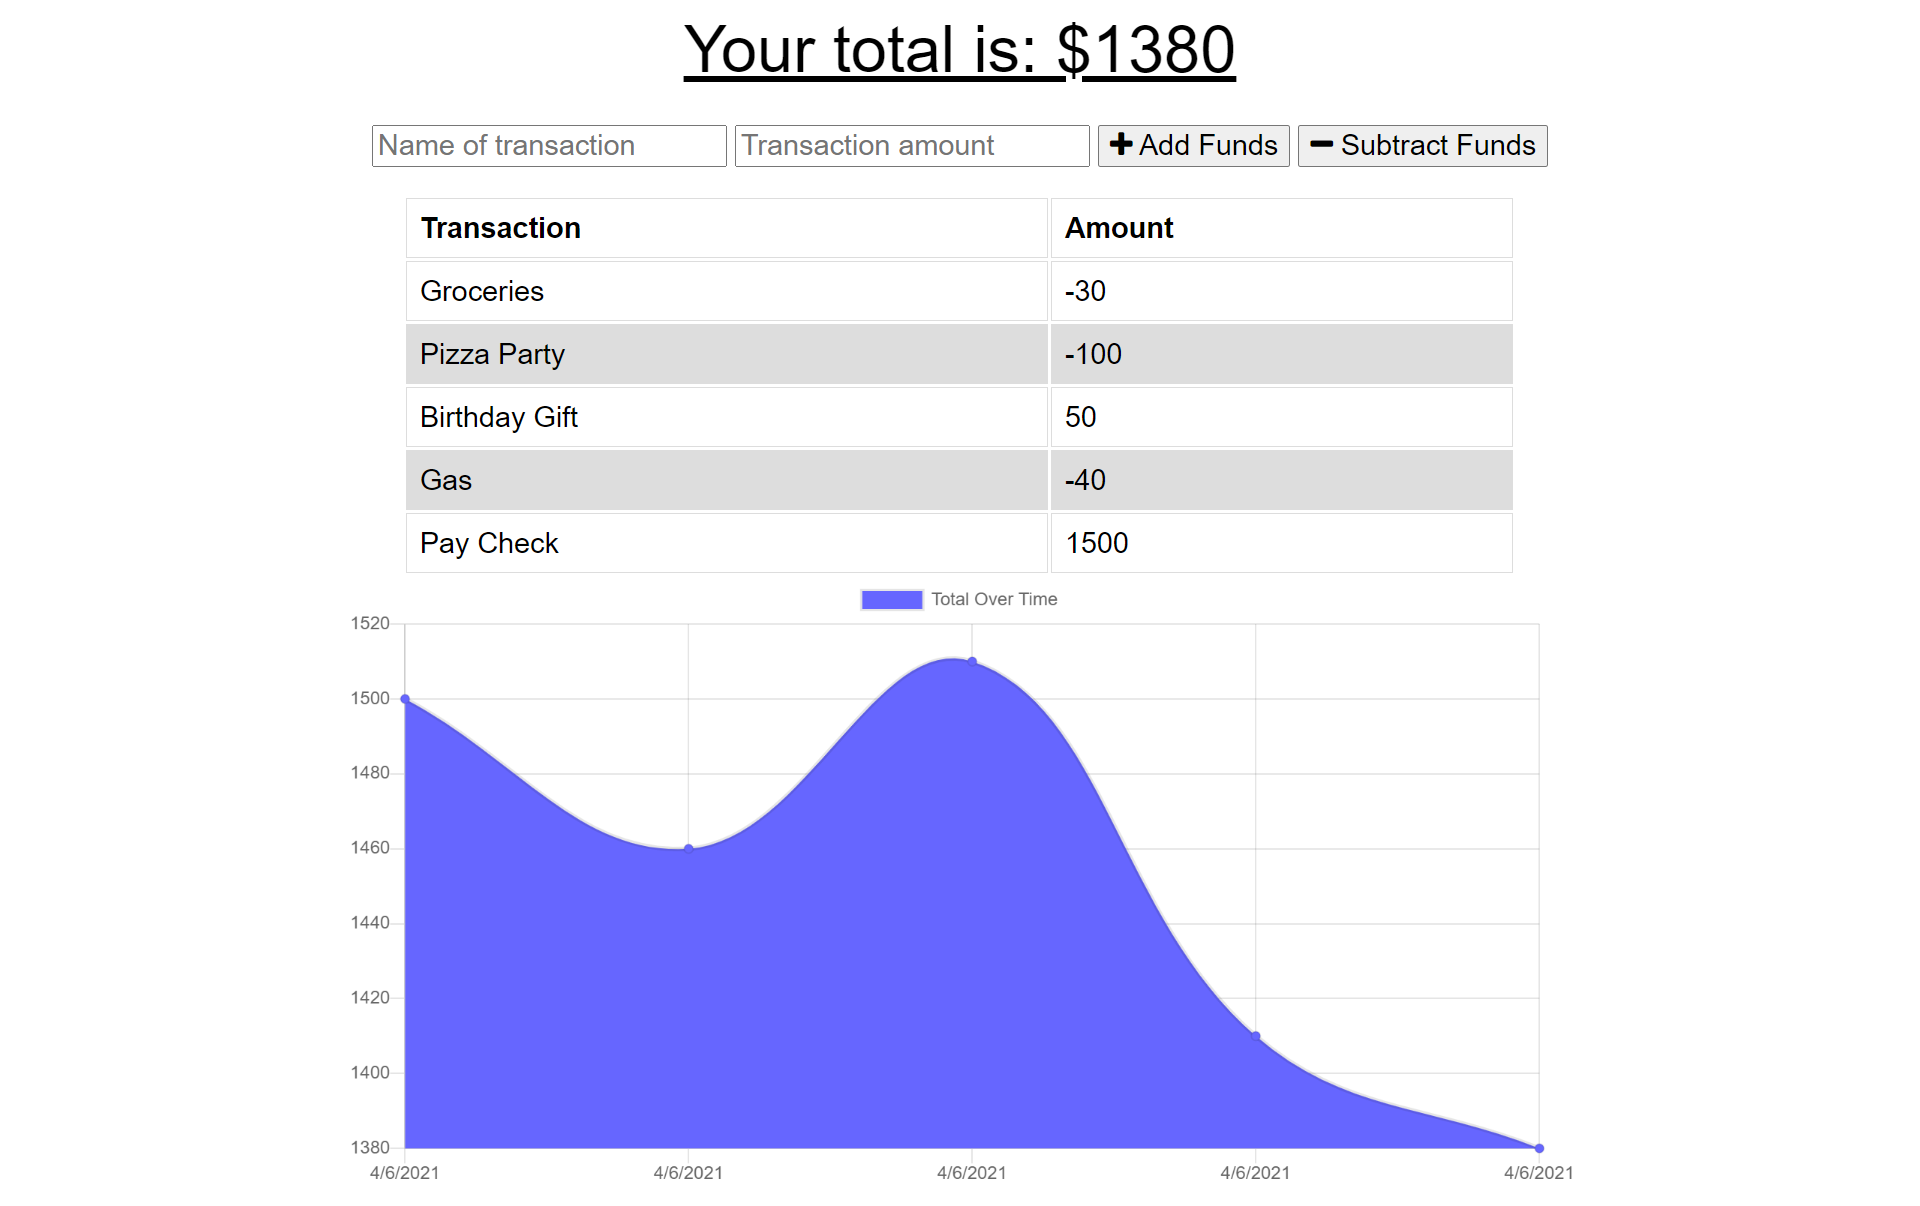 Your total is: $1380
Name of transaction Transaction amount Add Funds Subtract Funds
Transaction Amount
Groceries -30
Pizza Party -100
Birthday Gift 50
Gas -40
Pay Check 1500
Total Over Time
1520
1500
1480
1460
1440
1420
1400
1380
4/6/2021 4/6/2021 4/6/2021 4/6/2021 4/6/2021